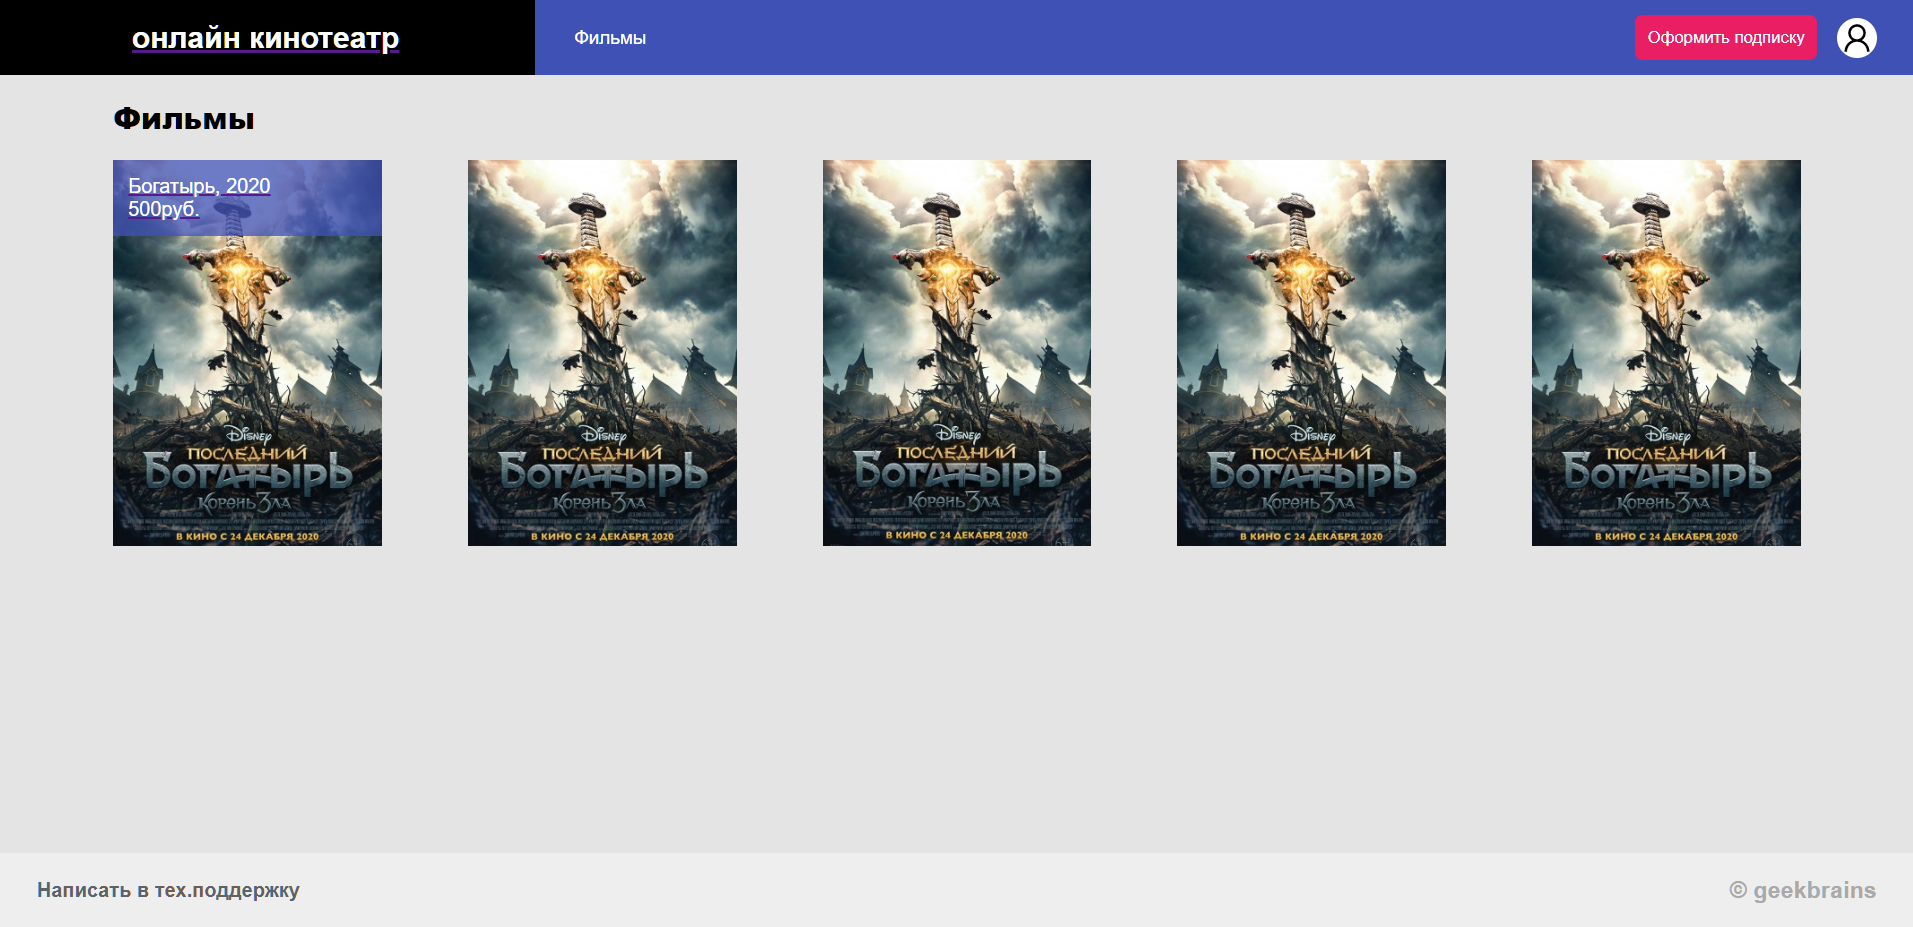 онлайн кинотеатр
Фильмы
Оформить подписку
Фильмы
Богатырь, 2020
500руб.
Disney
ПОСЛЕДНИЙ
БОГАТЫРЬ
КОРЕНЬ ЗЛА
В КИНО С 24 ДЕКАБРЯ 2020
Disney
ПОСЛЕДНИЙ
БОГАТЫРЬ
КОРЕНЬ ЗЛА
В КИНО С 24 ДЕКАБРЯ 2020
Disney
ПОСЛЕДНИЙ
БОГАТЫРЬ
КОРЕНЬ ЗЛА
В КИНО С 24 ДЕКАБРЯ 2020
Disney
ПОСЛЕДНИЙ
БОГАТЫРЬ
КОРЕНЬ ЗЛА
В КИНО С 24 ДЕКАБРЯ 2020
Disney
ПОСЛЕДНИЙ
БОГАТЫРЬ
КОРЕНЬ ЗЛА
В КИНО С 24 ДЕКАБРЯ 2020
Написать в тех.поддержку
© geekbrains